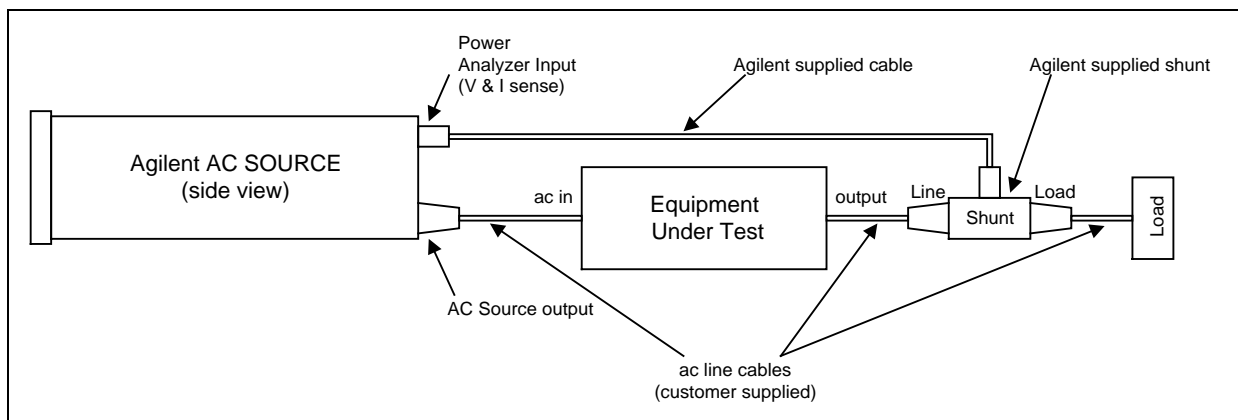 Power
Analyzer Input
(V & I sense)
Agilent supplied cable
Agilent supplied shunt
Agilent AC SOURCE
(side view)
ac in
Equipment
Under Test
output
Line
Shunt
Load
Load
AC Source output
ac line cables
(customer supplied)